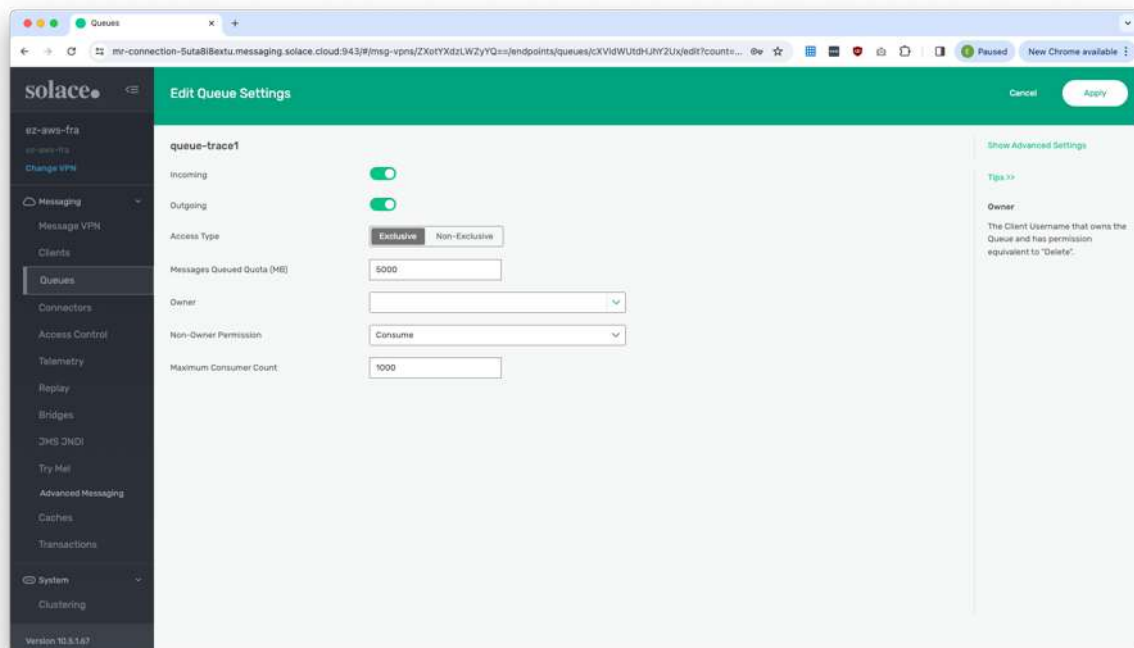 Queues
mr-connection-5uta8i8extu.messaging.solace.cloud:943/#/msg-vpns/ZXotYXdzLWZyYQ==/endpoints/queues/cXVldWUtdHJhY2Ux/edit?count=...
Paused
New Chrome available
solace.
Edit Queue Settings
Cancel
Apply
ez-aws-fra
ez-aws-fra
Change VPN
Messaging
Message VPN
Clients
Queues
Connectors
Access Control
Telemetry
Replay
Bridges
JMS JNDI
Try Me!
Advanced Messaging
Caches
Transactions
System
Clustering
Version 10.5.1.67
queue-trace1
Incoming
Outgoing
Access Type
Exclusive
Non-Exclusive
Messages Queued Quota (MB)
5000
Owner
Non-Owner Permission
Consume
Maximum Consumer Count
1000
Show Advanced Settings
Tips >>
Owner
The Client Username that owns the
Queue and has permission
equivalent to "Delete".